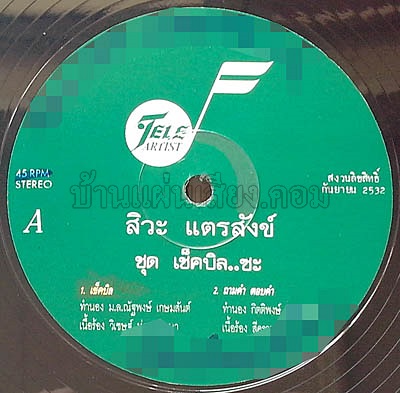 TELE
ARTIST
45 RPM
STEREO
สงวนลิขสิทธิ์
กันยายน 2532
บ้านแผ่นเสียง.คอม
A
สิวะ แตรสังข์
ชุด เช็คบิล..ซะ
1. เช็คบิล
ทำนอง ม.ล.ณัฐพงษ์ เกษมสันต์
เนื้อร้อง วิเชษฐ์
2. ถามคำ ตอบคำ
ทำนอง กิตติพงษ์
เนื้อร้อง